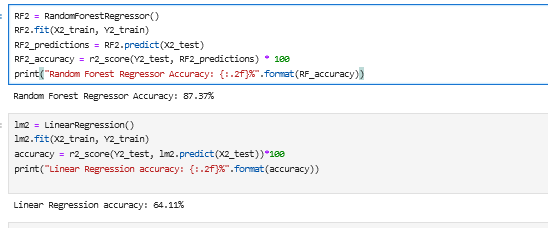 RF2 = RandomForestRegressor()
RF2.fit(X2_train, Y2_train)
RF2_predictions = RF2.predict(X2_test)
RF2_accuracy = r2_score(Y2_test, RF2_predictions) * 100
print("Random Forest Regressor Accuracy: {:.2f}%".format(RF_accuracy))
Random Forest Regressor Accuracy: 87.37%
lm2 = LinearRegression()
lm2.fit(X2_train, Y2_train)
accuracy = r2_score(Y2_test, lm2.predict(X2_test))*100
print("Linear Regression accuracy: {:.2f}%".format(accuracy))
Linear Regression accuracy: 64.11%